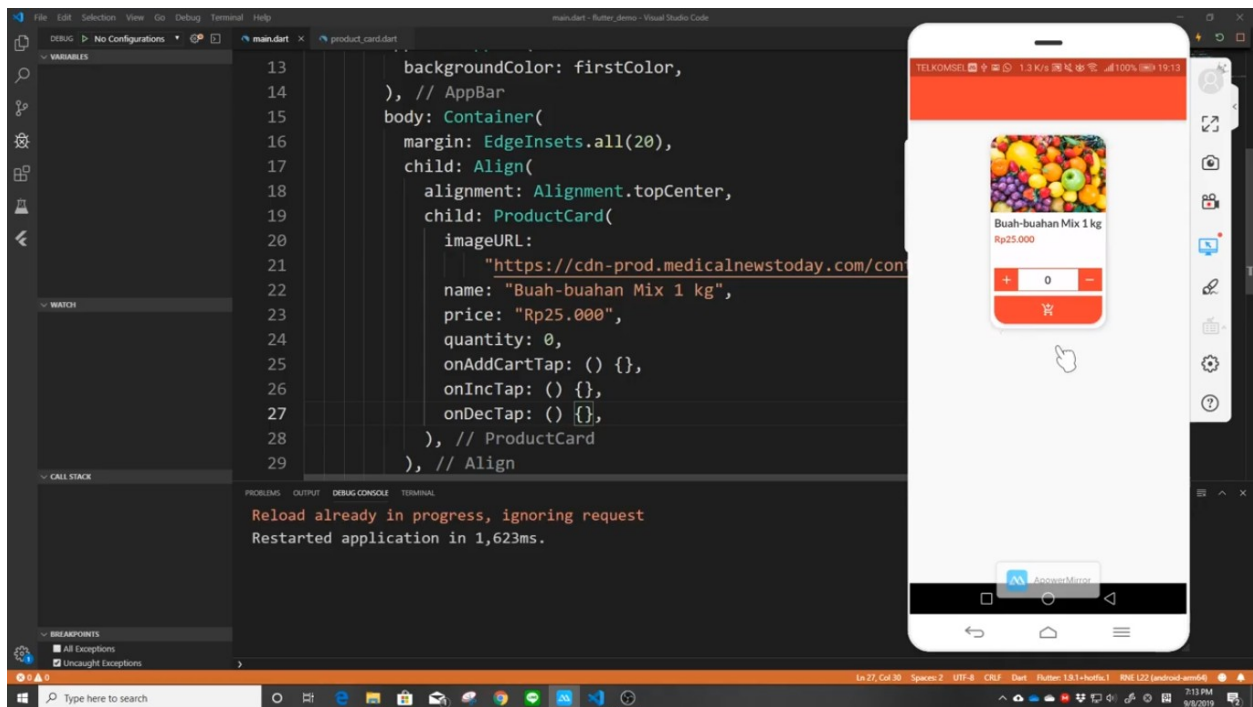 File Edit Selection View Go Debug Terminal Help
main.dart - flutter_demo - Visual Studio Code
DEBUG No Configurations
main.dart
product_card.dart
VARIABLES
WATCH
CALL STACK
BREAKPOINTS
All Exceptions
Uncaught Exceptions
13 backgroundColor: firstColor,
14 ), // AppBar
15 body: Container(
16 margin: EdgeInsets.all(20),
17 child: Align(
18 alignment: Alignment.topCenter,
19 child: ProductCard(
20 imageURL:
21 "https://cdn-prod.medicalnewstoday.com/con
22 name: "Buah-buahan Mix 1 kg",
23 price: "Rp25.000",
24 quantity: 0,
25 onAddCartTap: () {},
26 onIncTap: () {},
27 onDecTap: () {},
28 ), // ProductCard
29 ), // Align
PROBLEMS OUTPUT DEBUG CONSOLE TERMINAL
Reload already in progress, ignoring request
Restarted application in 1,623ms.
TELKOMSEL 1.3 K/s 100% 19:13
Buah-buahan Mix 1 kg
Rp25.000
+ 0 −
ApowerMirror
0 0
Ln 27, Col 30 Spaces: 2 UTF-8 CRLF Dart Flutter: 1.9.1+hotfix.1 RNE L22 (android-arm64)
Type here to search
7:13 PM
9/8/2019